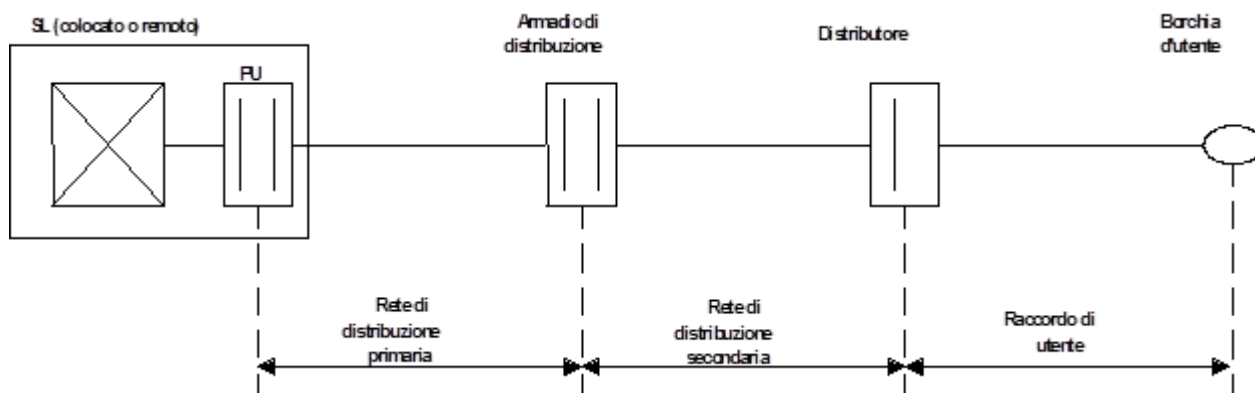 SL (colocato o remoto)
Armadio di
distribuzione
Distributore
Borchia
d'utente
PU
Rete di
distribuzione
primaria
Rete di
distribuzione
secondaria
Raccordo di
utente